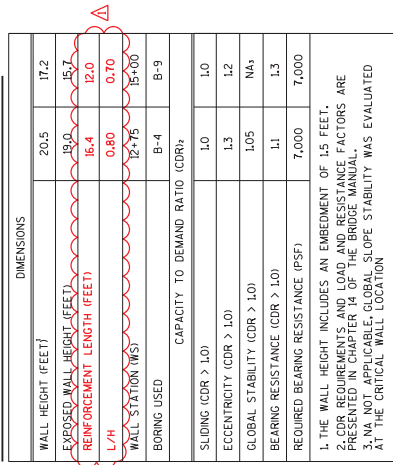 DIMENSIONS
WALL HEIGHT (FEET)¹ 20.5 17.2
EXPOSED WALL HEIGHT (FEET) 19.0 15.7
REINFORCEMENT LENGTH (FEET) 16.4 12.0
L/H 0.80 0.70
WALL STATION (WS) 12+75 15+00
BORING USED B-4 B-9
CAPACITY TO DEMAND RATIO (CDR)₂
SLIDING (CDR > 1.0) 1.0 1.0
ECCENTRICITY (CDR > 1.0) 1.3 1.2
GLOBAL STABILITY (CDR > 1.0) 1.05 NA₃
BEARING RESISTANCE (CDR > 1.0) 1.1 1.3
REQUIRED BEARING RESISTANCE (PSF) 7,000 7,000
1. THE WALL HEIGHT INCLUDES AN EMBEDMENT OF 1.5 FEET.
2. CDR REQUIREMENTS AND LOAD AND RESISTANCE FACTORS ARE
PRESENTED IN CHAPTER 14 OF THE BRIDGE MANUAL.
3. NA NOT APPLICABLE, GLOBAL SLOPE STABILITY WAS EVALUATED
AT THE CRITICAL WALL LOCATION
1